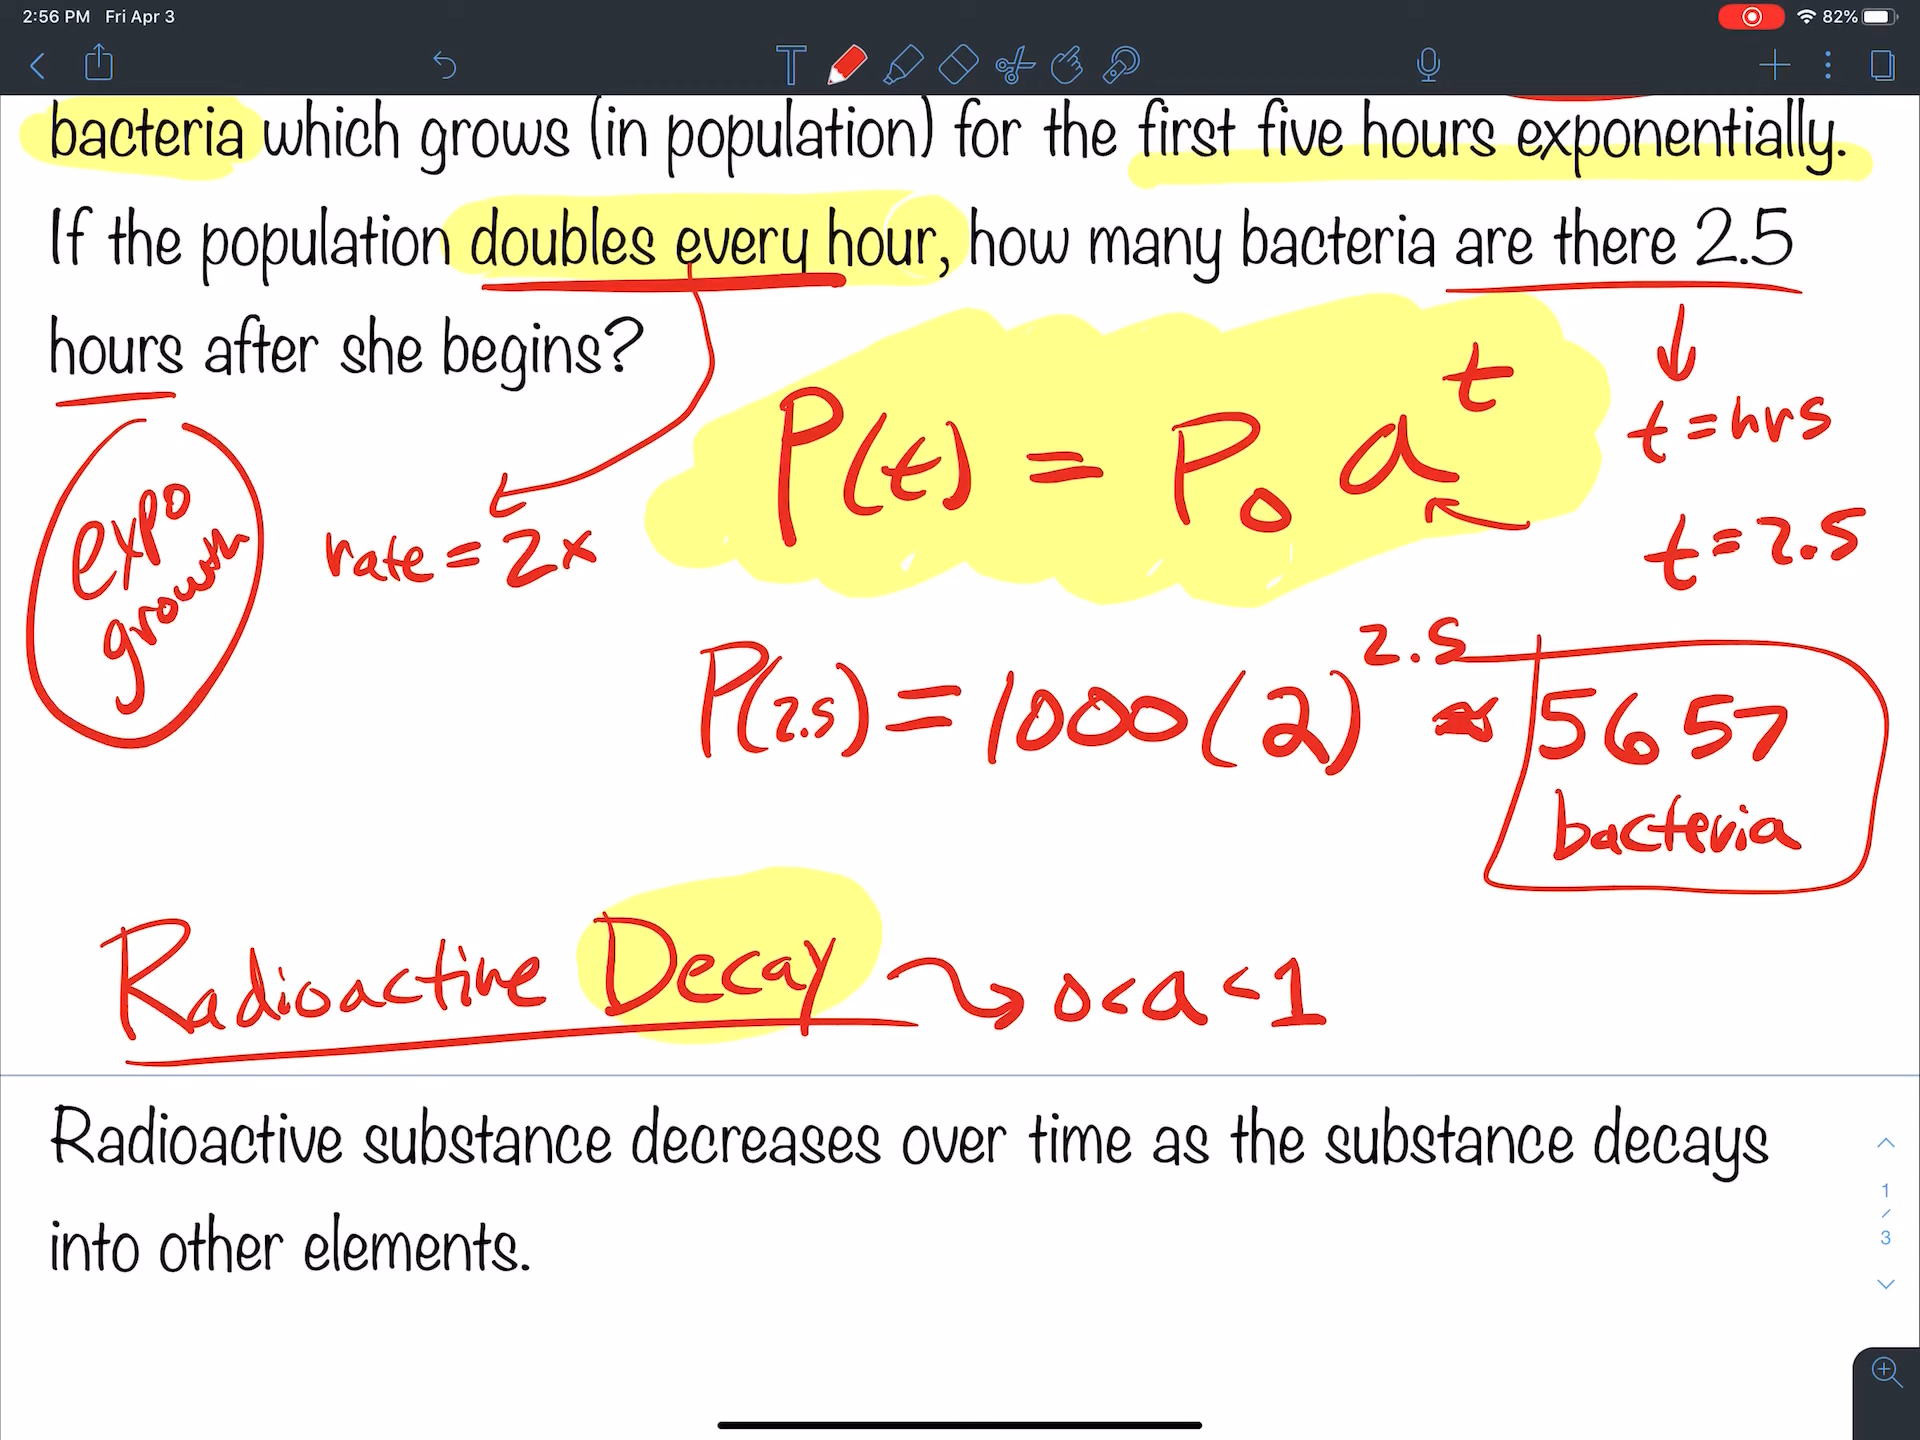 2:56 PM Fri Apr 3
82%
bacteria which grows (in population) for the first five hours exponentially.
If the population doubles every hour, how many bacteria are there 2.5
hours after she begins?
P(t) = P₀ aᵗ
t = hrs
expo
growth
rate = 2x
t = 2.5
P(2.5) = 1000 (2)^2.5 ≈ 5657
bacteria
Radioactive Decay → 0<a<1
Radioactive substance decreases over time as the substance decays
into other elements.
1
/
3